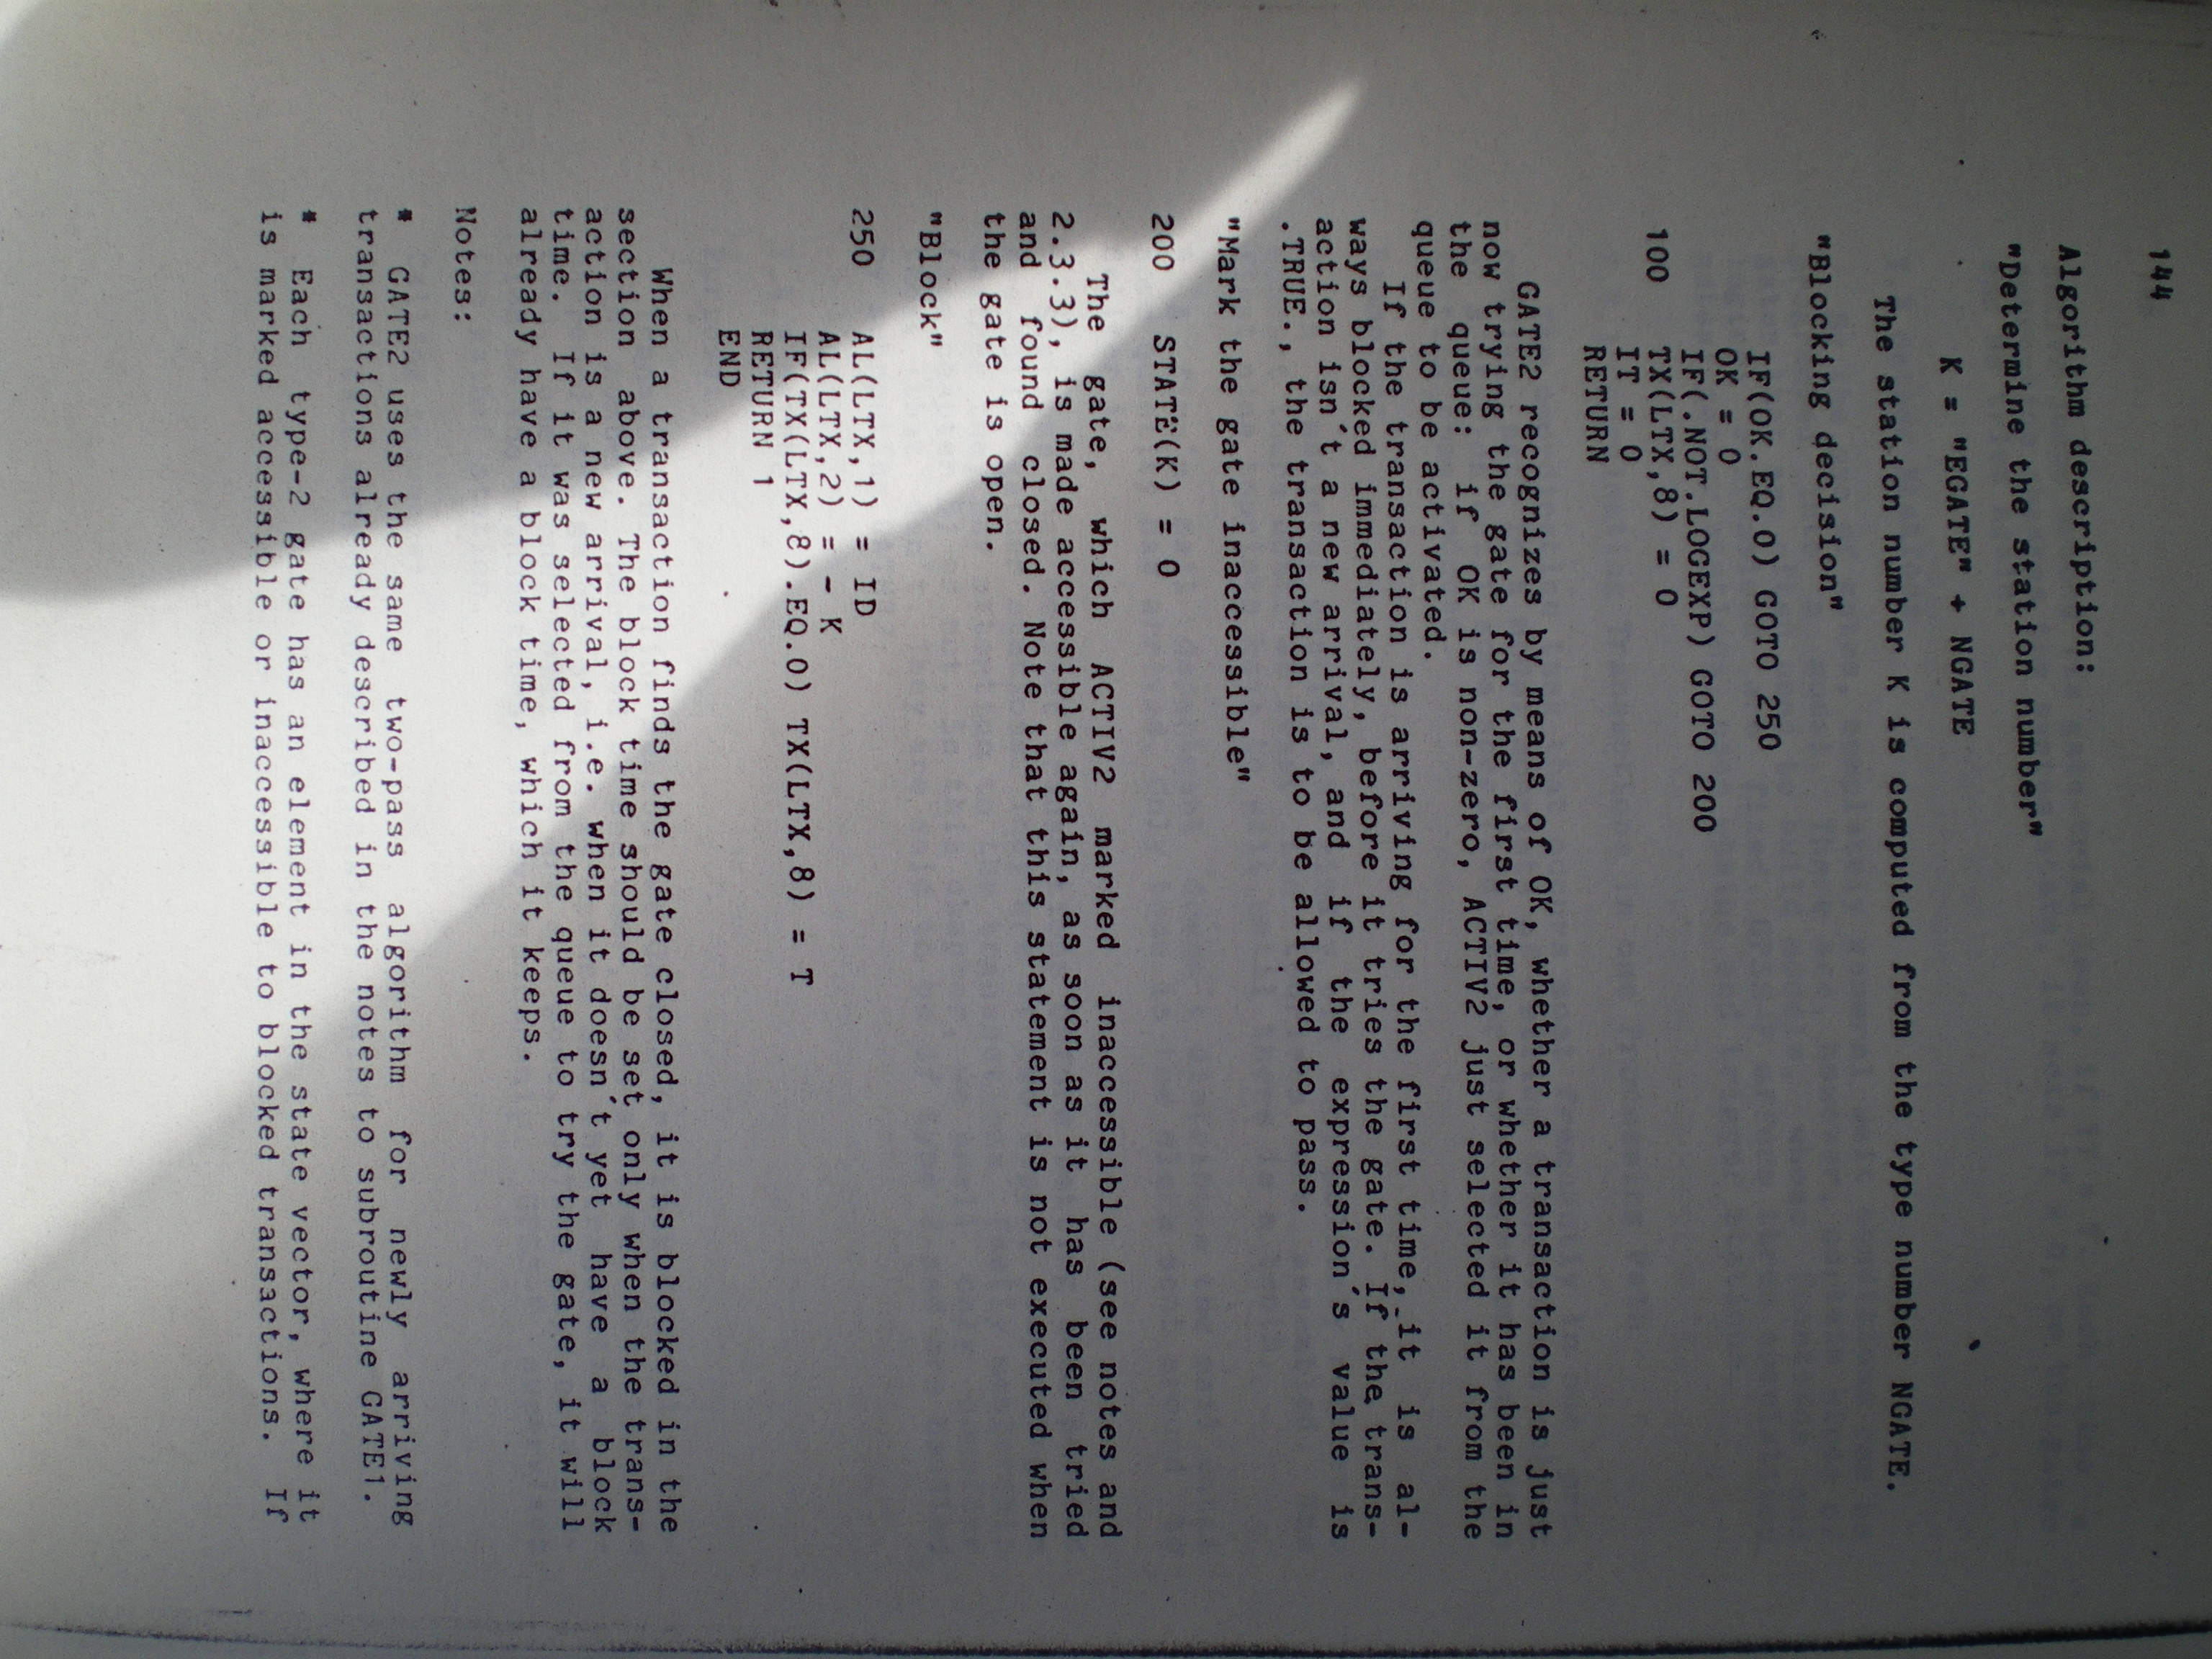 144
Algorithm description:
"Determine the station number"
K = "EGATE" + NGATE
The station number K is computed from the type number NGATE.
"Blocking decision"
IF(OK.EQ.0) GOTO 250
OK = 0
IF(.NOT.LOGEXP) GOTO 200
100 TX(LTX,8) = 0
IT = 0
RETURN
GATE2 recognizes by means of OK, whether a transaction is just
now trying the gate for the first time, or whether it has been in
the queue: if OK is non-zero, ACTIV2 just selected it from the
queue to be activated.
If the transaction is arriving for the first time, it is al-
ways blocked immediately, before it tries the gate. If the trans-
action isn't a new arrival, and if the expression's value is
.TRUE., the transaction is to be allowed to pass.
"Mark the gate inaccessible"
200 STATE(K) = 0
The gate, which ACTIV2 marked inaccessible (see notes and
2.3.3), is made accessible again, as soon as it has been tried
and found closed. Note that this statement is not executed when
the gate is open.
"Block"
250 AL(LTX,1) = ID
AL(LTX,2) = - K
IF(TX(LTX,8).EQ.0) TX(LTX,8) = T
RETURN 1
END
When a transaction finds the gate closed, it is blocked in the
section above. The block time should be set only when the trans-
action is a new arrival, i.e. when it doesn't yet have a block
time. If it was selected from the queue to try the gate, it will
already have a block time, which it keeps.
Notes:
* GATE2 uses the same two-pass algorithm for newly arriving
transactions already described in the notes to subroutine GATE1.
* Each type-2 gate has an element in the state vector, where it
is marked accessible or inaccessible to blocked transactions. If